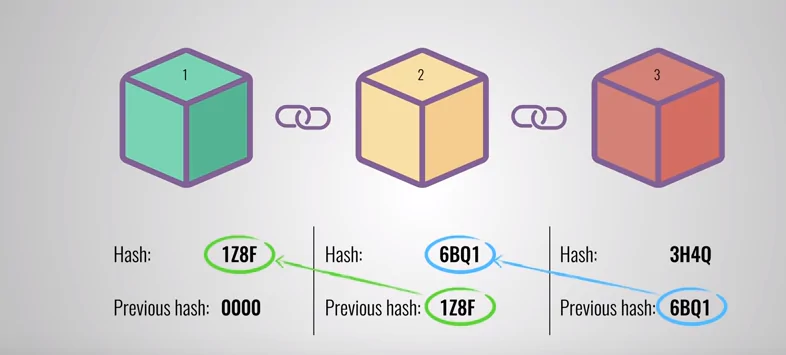 1
2
3
Hash: 1Z8F
Previous hash: 0000
Hash: 6BQ1
Previous hash: 1Z8F
Hash: 3H4Q
Previous hash: 6BQ1